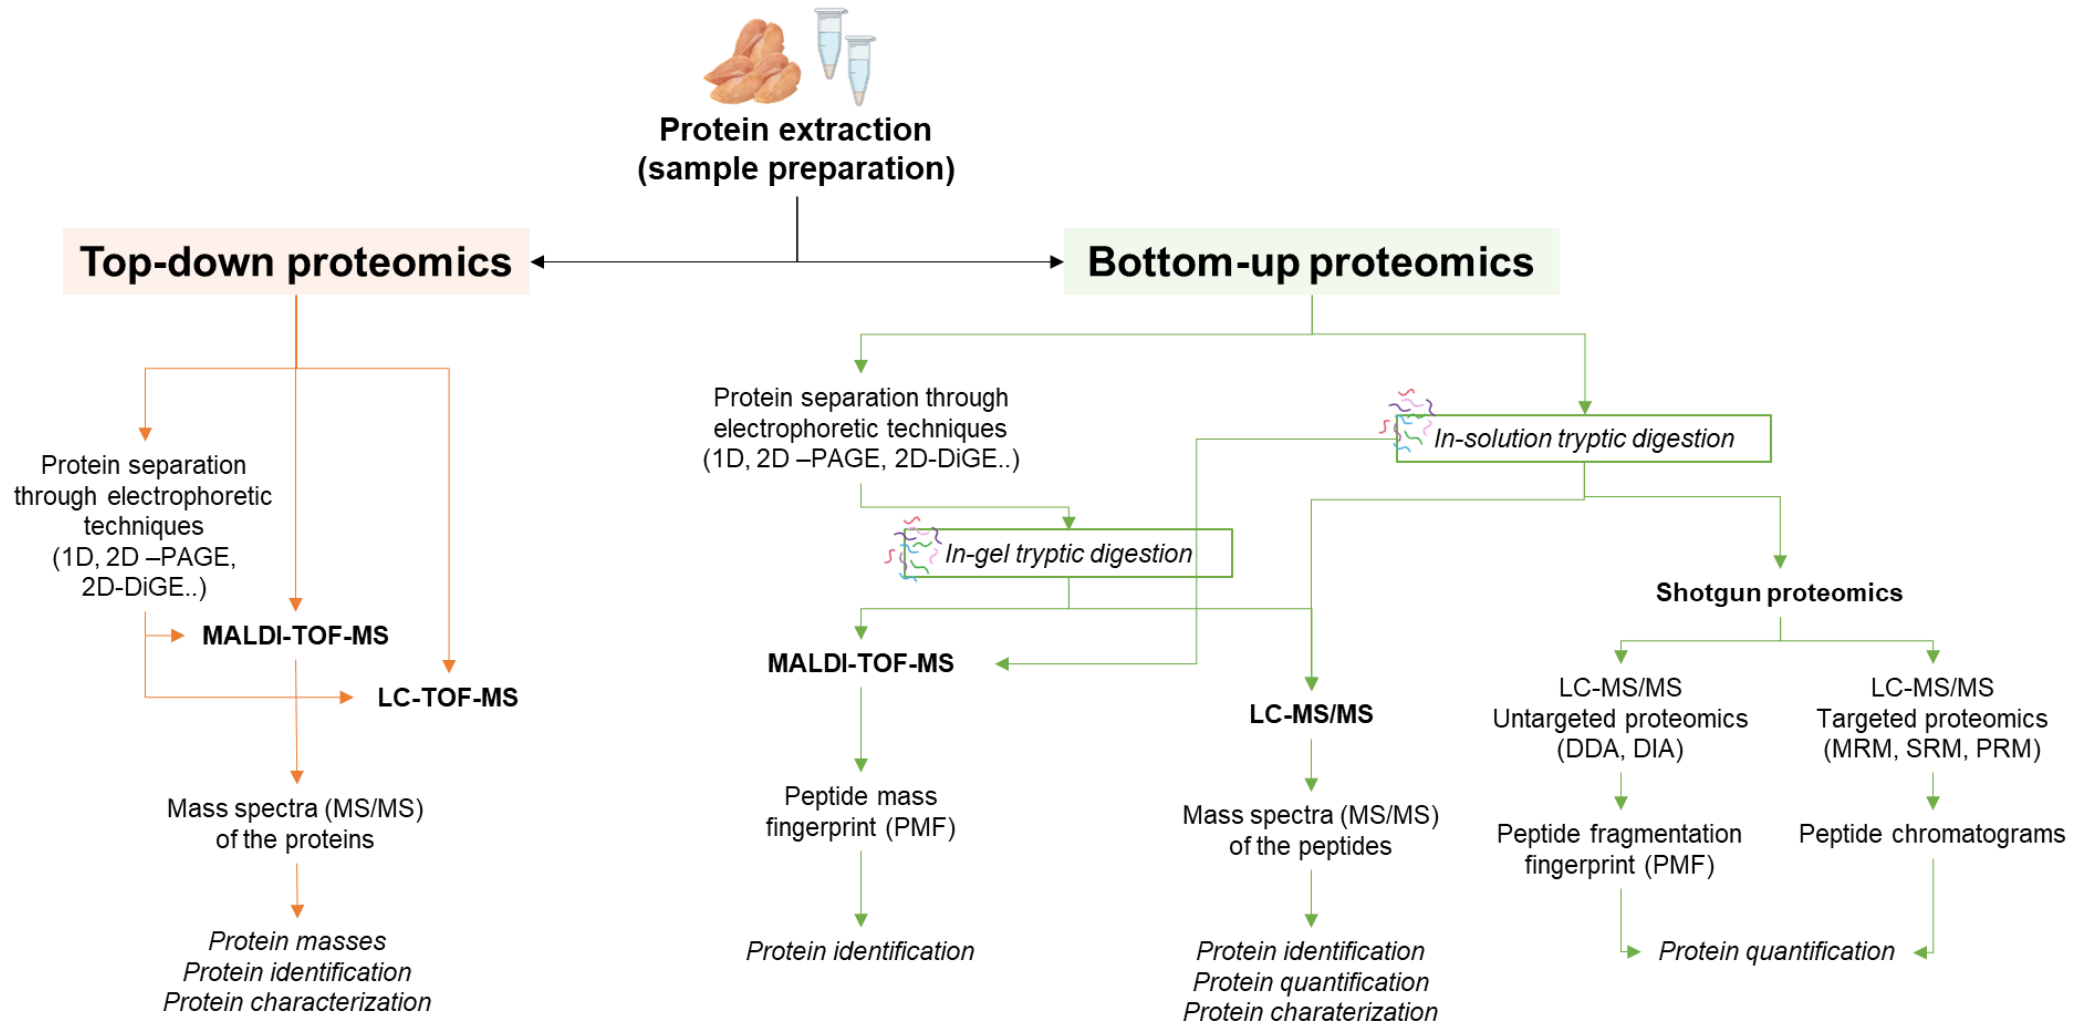 Protein extraction
(sample preparation)
Top-down proteomics
Bottom-up proteomics
Protein separation
through electrophoretic
techniques
(1D, 2D –PAGE,
2D-DiGE..)
MALDI-TOF-MS
LC-TOF-MS
Mass spectra (MS/MS)
of the proteins
Protein masses
Protein identification
Protein characterization
Protein separation through
electrophoretic techniques
(1D, 2D –PAGE, 2D-DiGE..)
In-solution tryptic digestion
In-gel tryptic digestion
MALDI-TOF-MS
Peptide mass
fingerprint (PMF)
Protein identification
LC-MS/MS
Mass spectra (MS/MS)
of the peptides
Protein identification
Protein quantification
Protein charaterization
Shotgun proteomics
LC-MS/MS
Untargeted proteomics
(DDA, DIA)
Peptide fragmentation
fingerprint (PMF)
LC-MS/MS
Targeted proteomics
(MRM, SRM, PRM)
Peptide chromatograms
Protein quantification